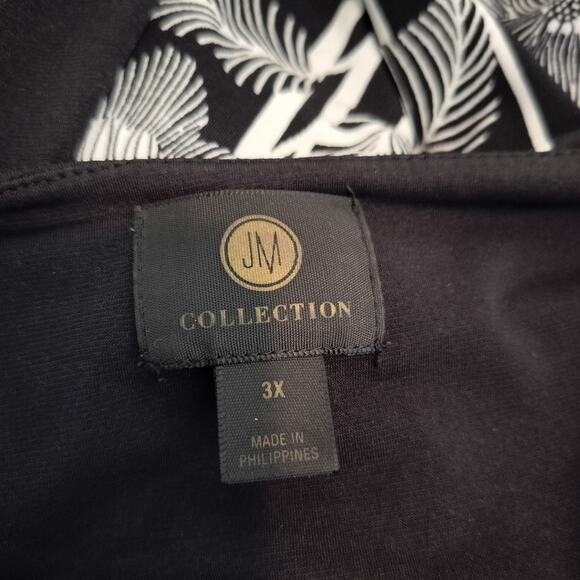 JM
COLLECTION
3X
MADE IN
PHILIPPINES